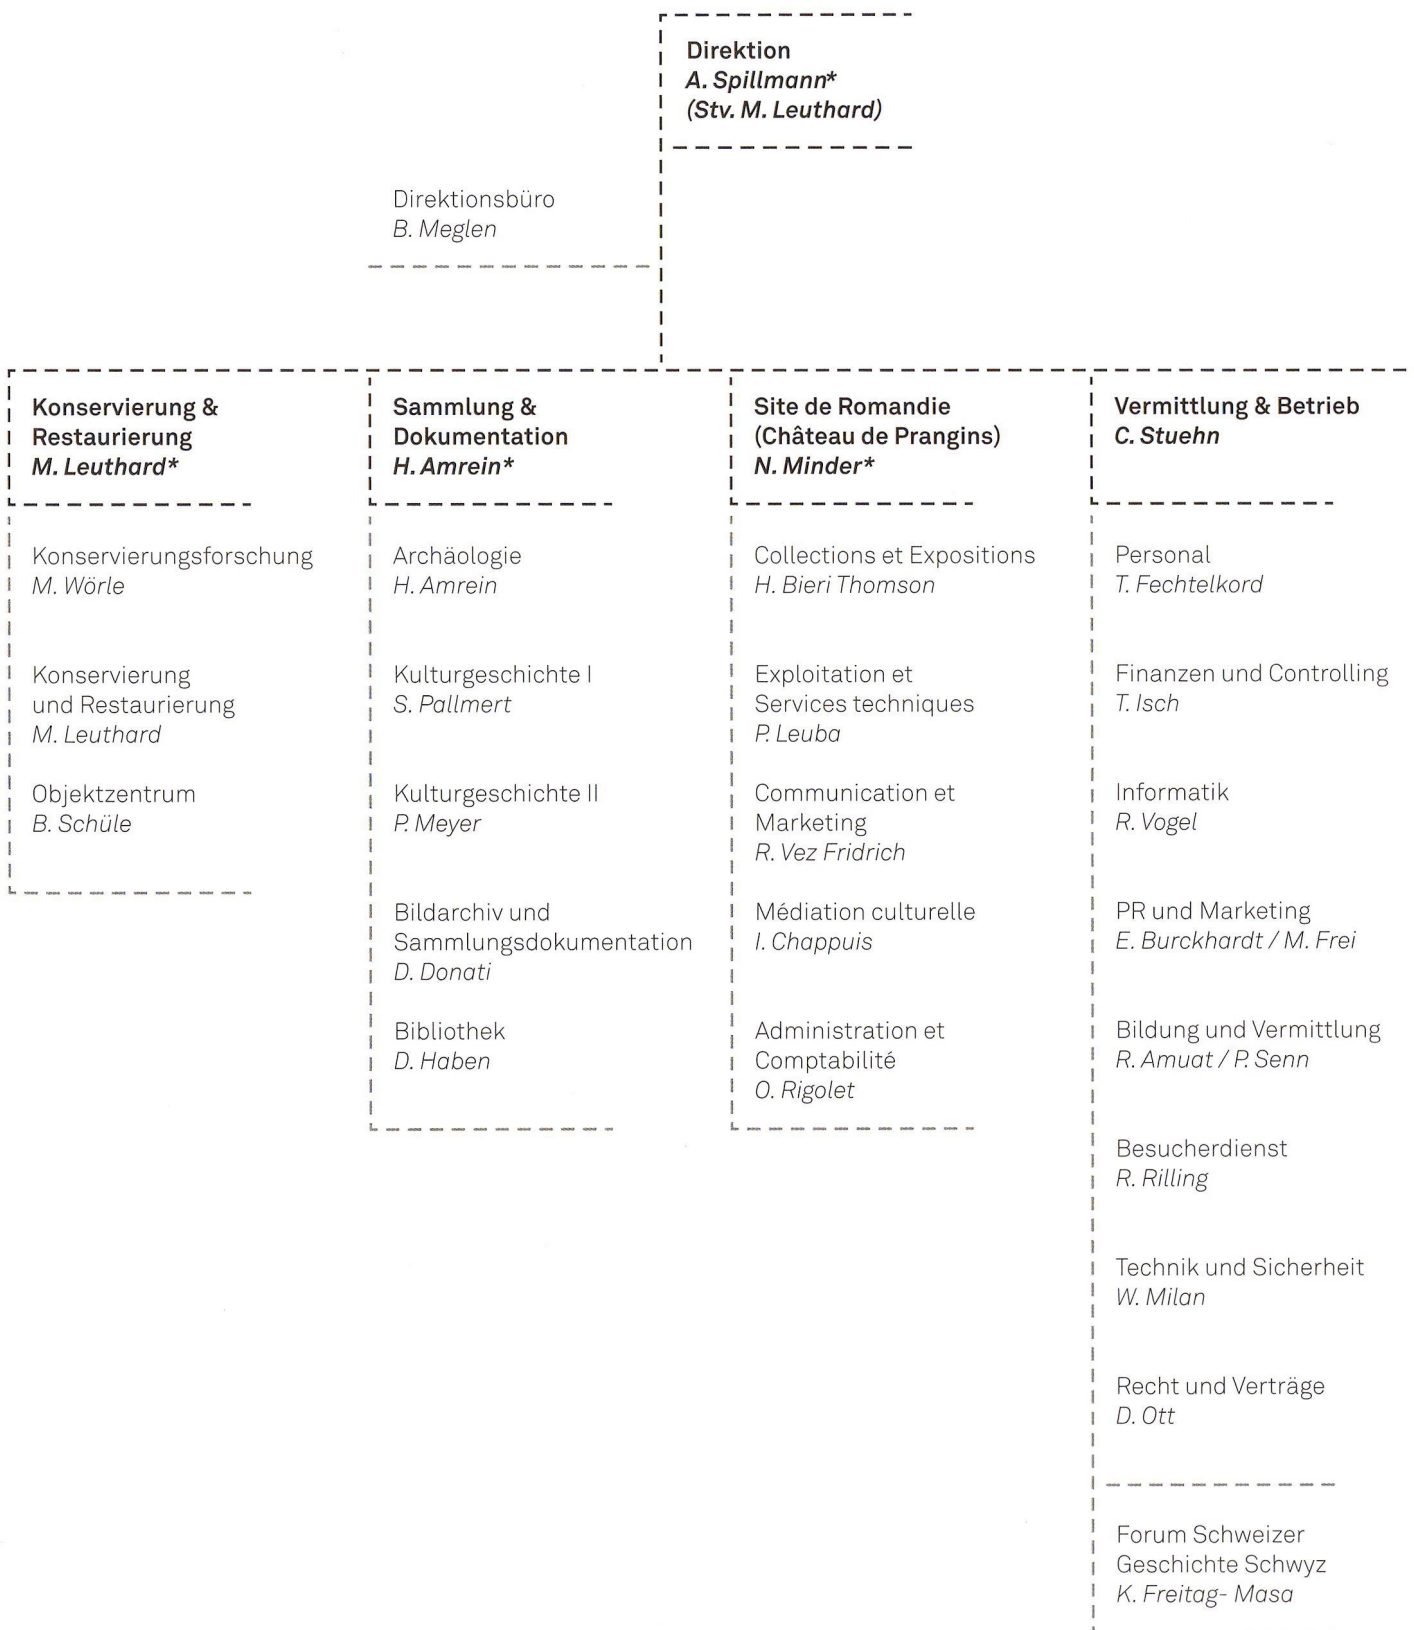 Direktion
A. Spillmann*
(Stv. M. Leuthard)
Direktionsbüro
B. Meglen
Konservierung &
Restaurierung
M. Leuthard*
Konservierungsforschung
M. Wörle
Konservierung
und Restaurierung
M. Leuthard
Objektzentrum
B. Schüle
Sammlung &
Dokumentation
H. Amrein*
Archäologie
H. Amrein
Kulturgeschichte I
S. Pallmert
Kulturgeschichte II
P. Meyer
Bildarchiv und
Sammlungsdokumentation
D. Donati
Bibliothek
D. Haben
Site de Romandie
(Château de Prangins)
N. Minder*
Collections et Expositions
H. Bieri Thomson
Exploitation et
Services techniques
P. Leuba
Communication et
Marketing
R. Vez Fridrich
Médiation culturelle
I. Chappuis
Administration et
Comptabilité
O. Rigolet
Vermittlung & Betrieb
C. Stuehn
Personal
T. Fechtelkord
Finanzen und Controlling
T. Isch
Informatik
R. Vogel
PR und Marketing
E. Burckhardt / M. Frei
Bildung und Vermittlung
R. Amuat / P. Senn
Besucherdienst
R. Rilling
Technik und Sicherheit
W. Milan
Recht und Verträge
D. Ott
Forum Schweizer
Geschichte Schwyz
K. Freitag- Masa